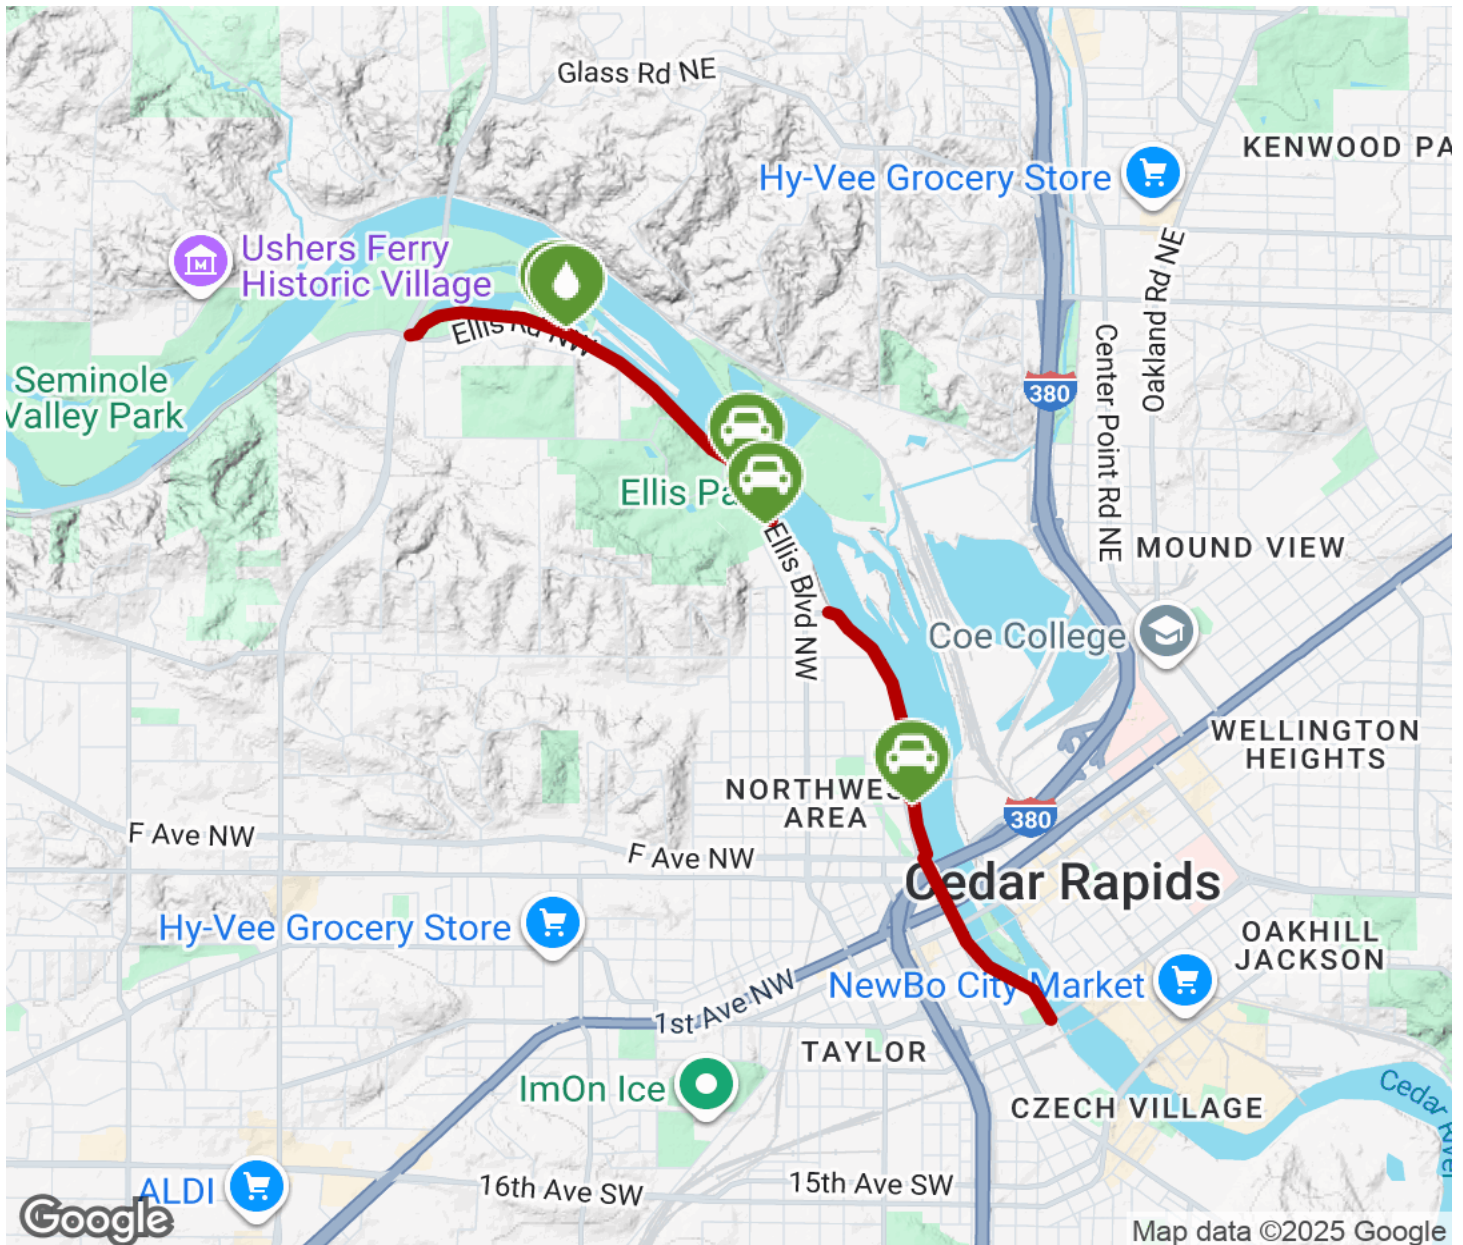 Glass Rd NE
KENWOOD PA
Hy-Vee Grocery Store
Oakland Rd NE
Ushers Ferry
Historic Village
M
Ellis Rd NW
Center Point Rd NE
Seminole
Valley Park
380
Ellis Pa
Ellis Blvd NW
MOUND VIEW
Coe College
WELLINGTON
HEIGHTS
NORTHWES
AREA
380
F Ave NW
F Ave NW
Cedar Rapids
Hy-Vee Grocery Store
OAKHILL
JACKSON
NewBo City Market
1st Ave NW
TAYLOR
ImOn Ice
Cedar River
CZECH VILLAGE
ALDI
16th Ave SW
15th Ave SW
Google
Map data ©2025 Google